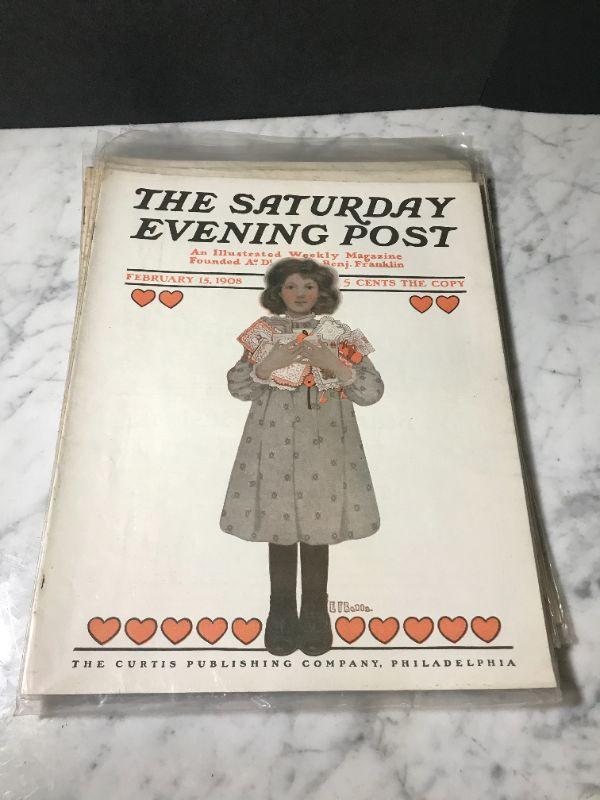 THE SATURDAY
EVENING POST
An Illustrated Weekly Magazine
Founded A° Di Benj. Franklin
FEBRUARY 15, 1908
5 CENTS THE COPY
THE CURTIS PUBLISHING COMPANY, PHILADELPHIA